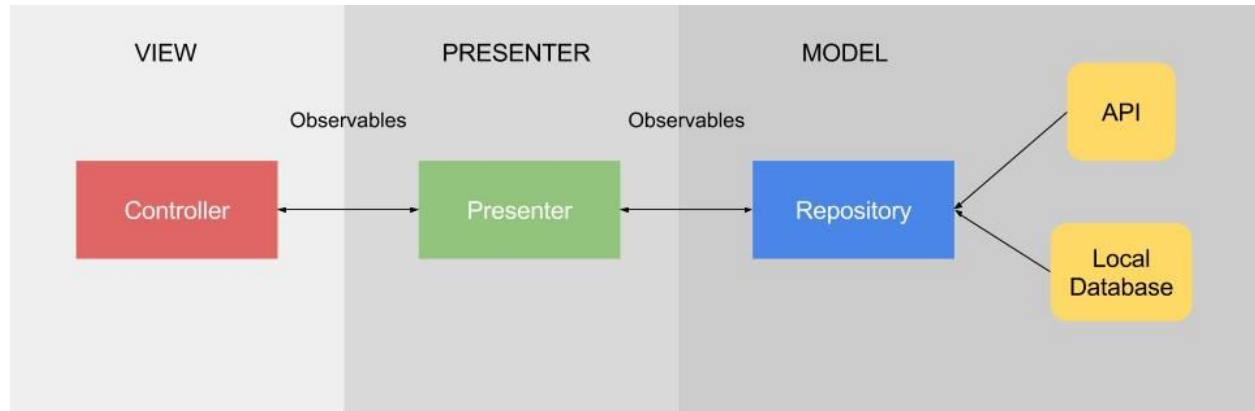 VIEW
PRESENTER
MODEL
Observables
Observables
API
Controller
Presenter
Repository
Local
Database